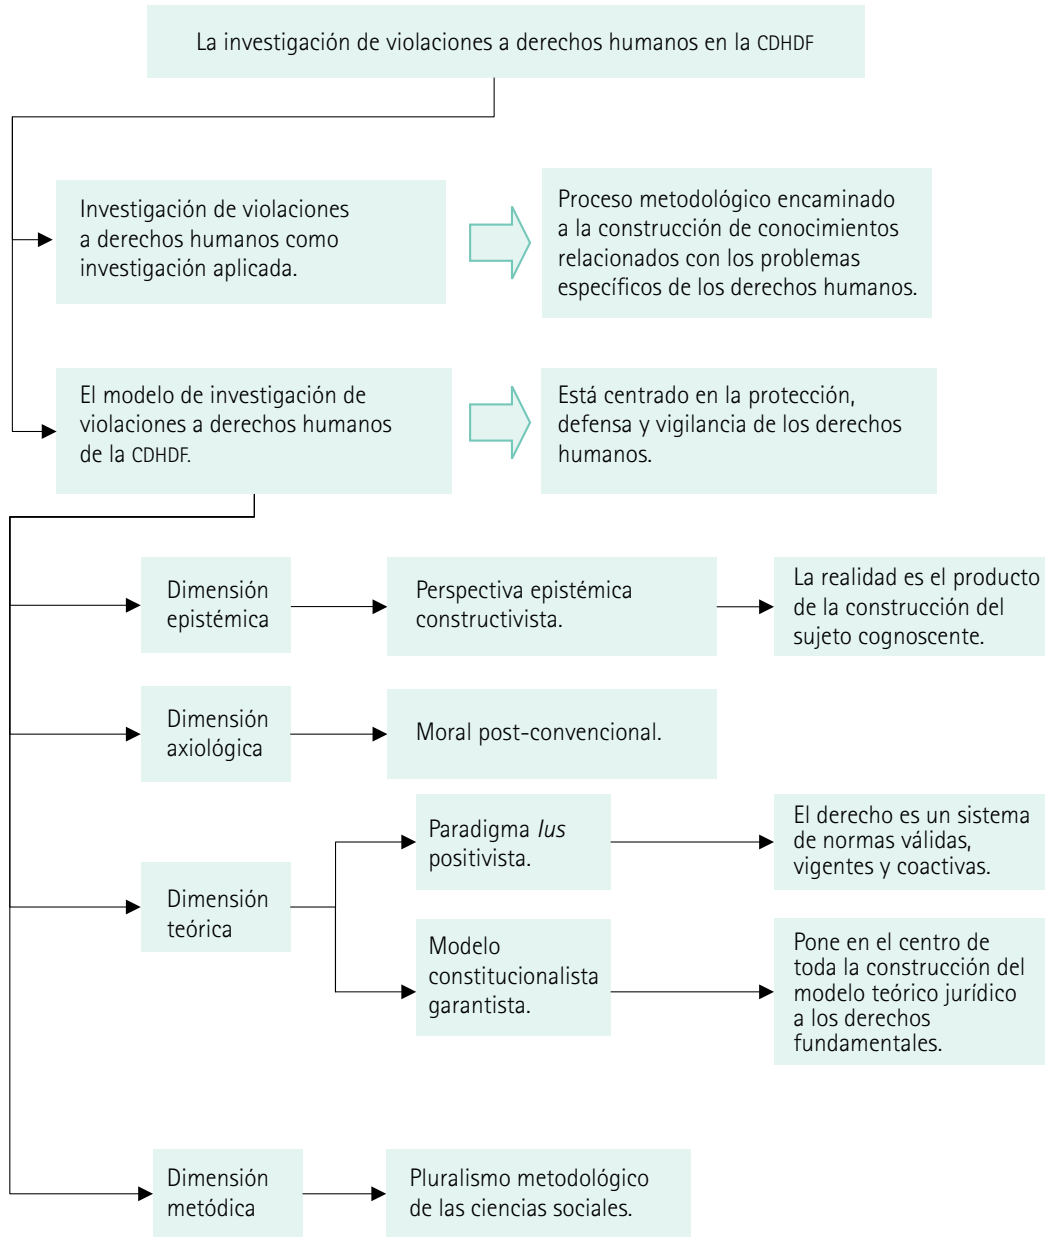 La investigación de violaciones a derechos humanos en la CDHDF
Investigación de violaciones
a derechos humanos como
investigación aplicada.
Proceso metodológico encaminado
a la construcción de conocimientos
relacionados con los problemas
específicos de los derechos humanos.
El modelo de investigación de
violaciones a derechos humanos
de la CDHDF.
Está centrado en la protección,
defensa y vigilancia de los derechos
humanos.
Dimensión
epistémica
Perspectiva epistémica
constructivista.
La realidad es el producto
de la construcción del
sujeto cognoscente.
Dimensión
axiológica
Moral post-convencional.
Dimensión
teórica
Paradigma Ius
positivista.
El derecho es un sistema
de normas válidas,
vigentes y coactivas.
Modelo
constitucionalista
garantista.
Pone en el centro de
toda la construcción del
modelo teórico jurídico
a los derechos
fundamentales.
Dimensión
metódica
Pluralismo metodológico
de las ciencias sociales.